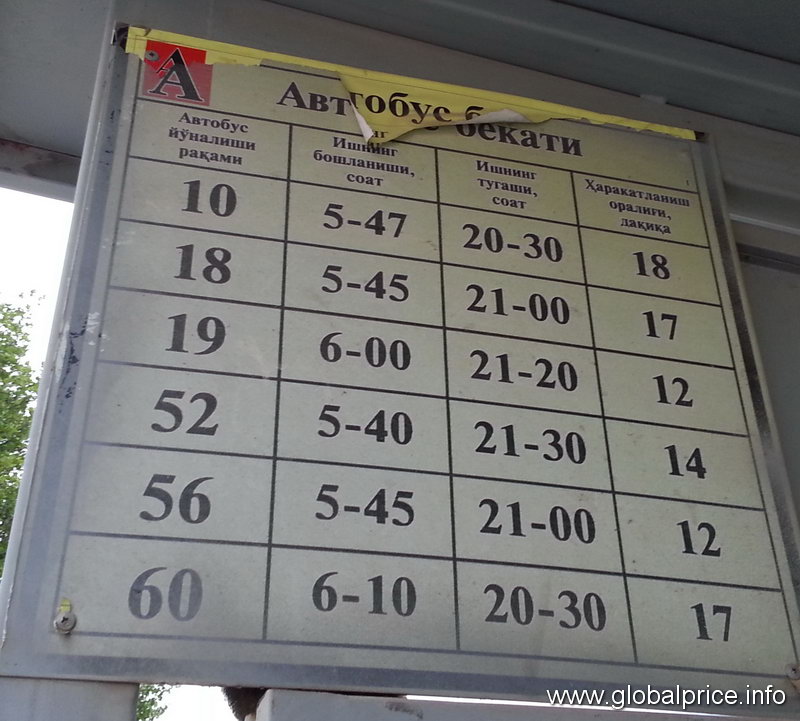 А
Автобус бекати
Автобус
йўналиши
рақами
Ишнинг
бошланиши,
соат
Ишнинг
тугаши,
соат
Ҳаракатланиш
оралиғи,
дақиқа
10 5-47 20-30 18
18 5-45 21-00 17
19 6-00 21-20 12
52 5-40 21-30 14
56 5-45 21-00 12
60 6-10 20-30 17
www.globalprice.info